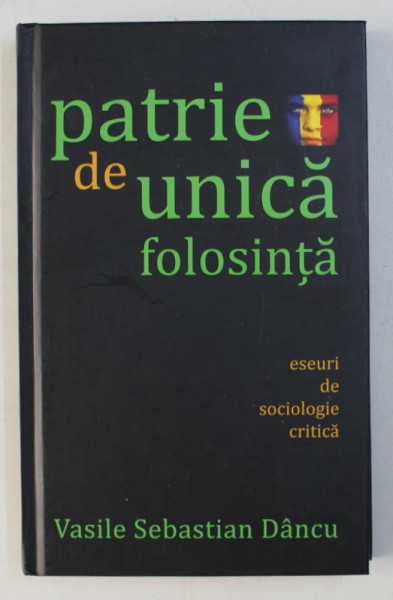 patrie
de unică
folosință
eseuri
de
sociologie
critică
Vasile Sebastian Dâncu